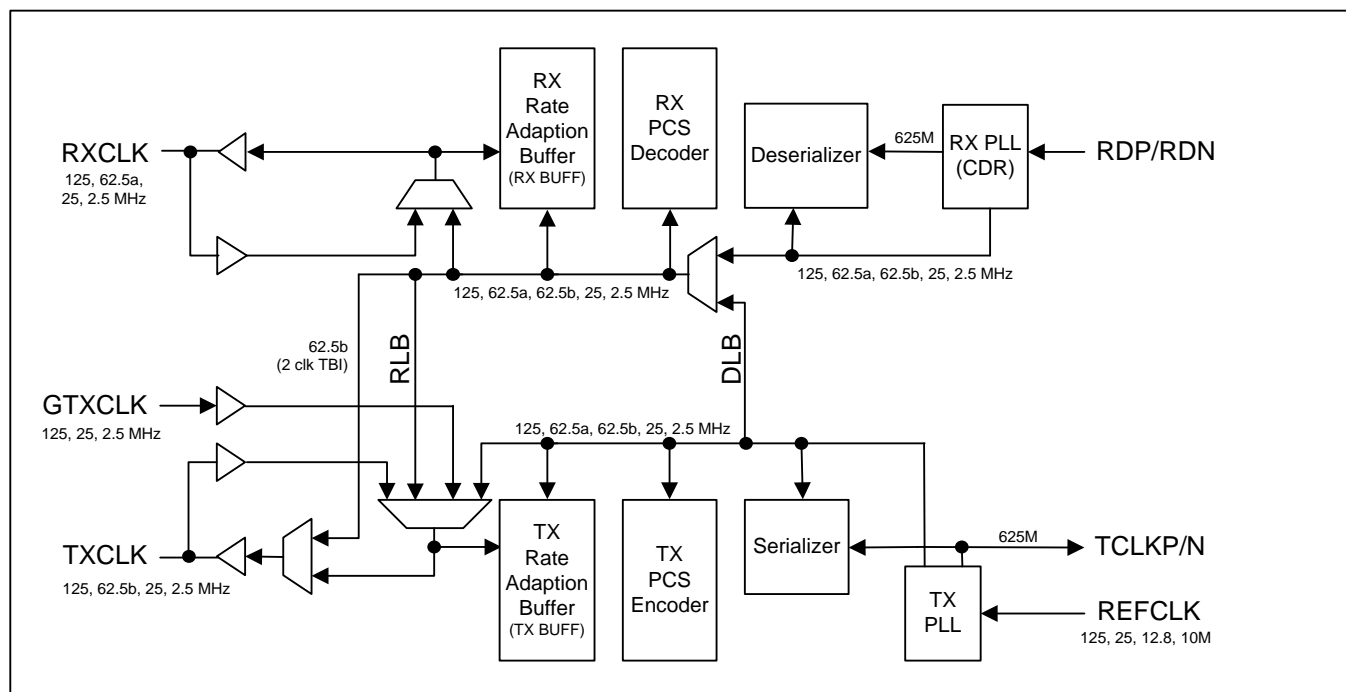 RXCLK
125, 62.5a,
25, 2.5 MHz
RX
Rate
Adaption
Buffer
(RX BUFF)
RX
PCS
Decoder
Deserializer
625M
RX PLL
(CDR)
RDP/RDN
125, 62.5a, 62.5b, 25, 2.5 MHz
125, 62.5a, 62.5b, 25, 2.5 MHz
62.5b
(2 clk TBI)
RLB
DLB
GTXCLK
125, 25, 2.5 MHz
125, 62.5a, 62.5b, 25, 2.5 MHz
TXCLK
125, 62.5b, 25, 2.5 MHz
TX
Rate
Adaption
Buffer
(TX BUFF)
TX
PCS
Encoder
Serializer
625M
TCLKP/N
TX
PLL
REFCLK
125, 25, 12.8, 10M